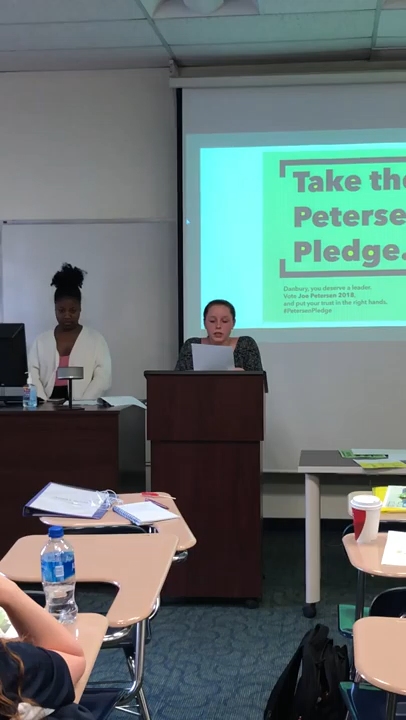 Take the
Peterse
Pledge.
Danbury, you deserve a leader.
Vote Joe Petersen 2018,
and put your trust in the right hands.
#PetersenPledge